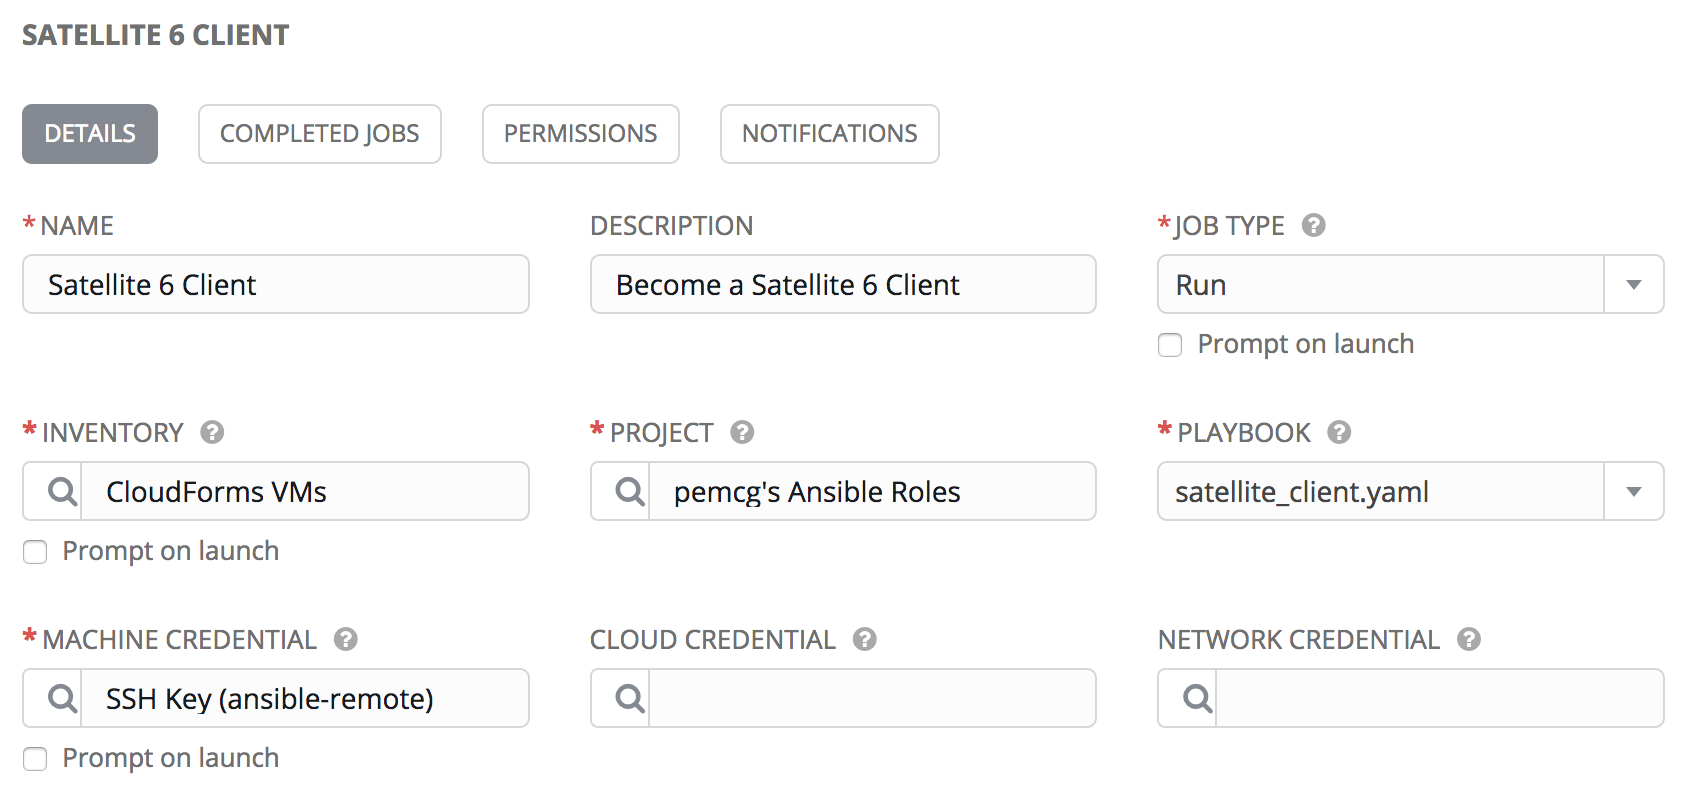 SATELLITE 6 CLIENT
DETAILS COMPLETED JOBS PERMISSIONS NOTIFICATIONS
* NAME DESCRIPTION * JOB TYPE ?
Satellite 6 Client Become a Satellite 6 Client Run
Prompt on launch
* INVENTORY ? * PROJECT ? * PLAYBOOK ?
CloudForms VMs pemcg's Ansible Roles satellite_client.yaml
Prompt on launch
* MACHINE CREDENTIAL ? CLOUD CREDENTIAL ? NETWORK CREDENTIAL ?
SSH Key (ansible-remote)
Prompt on launch